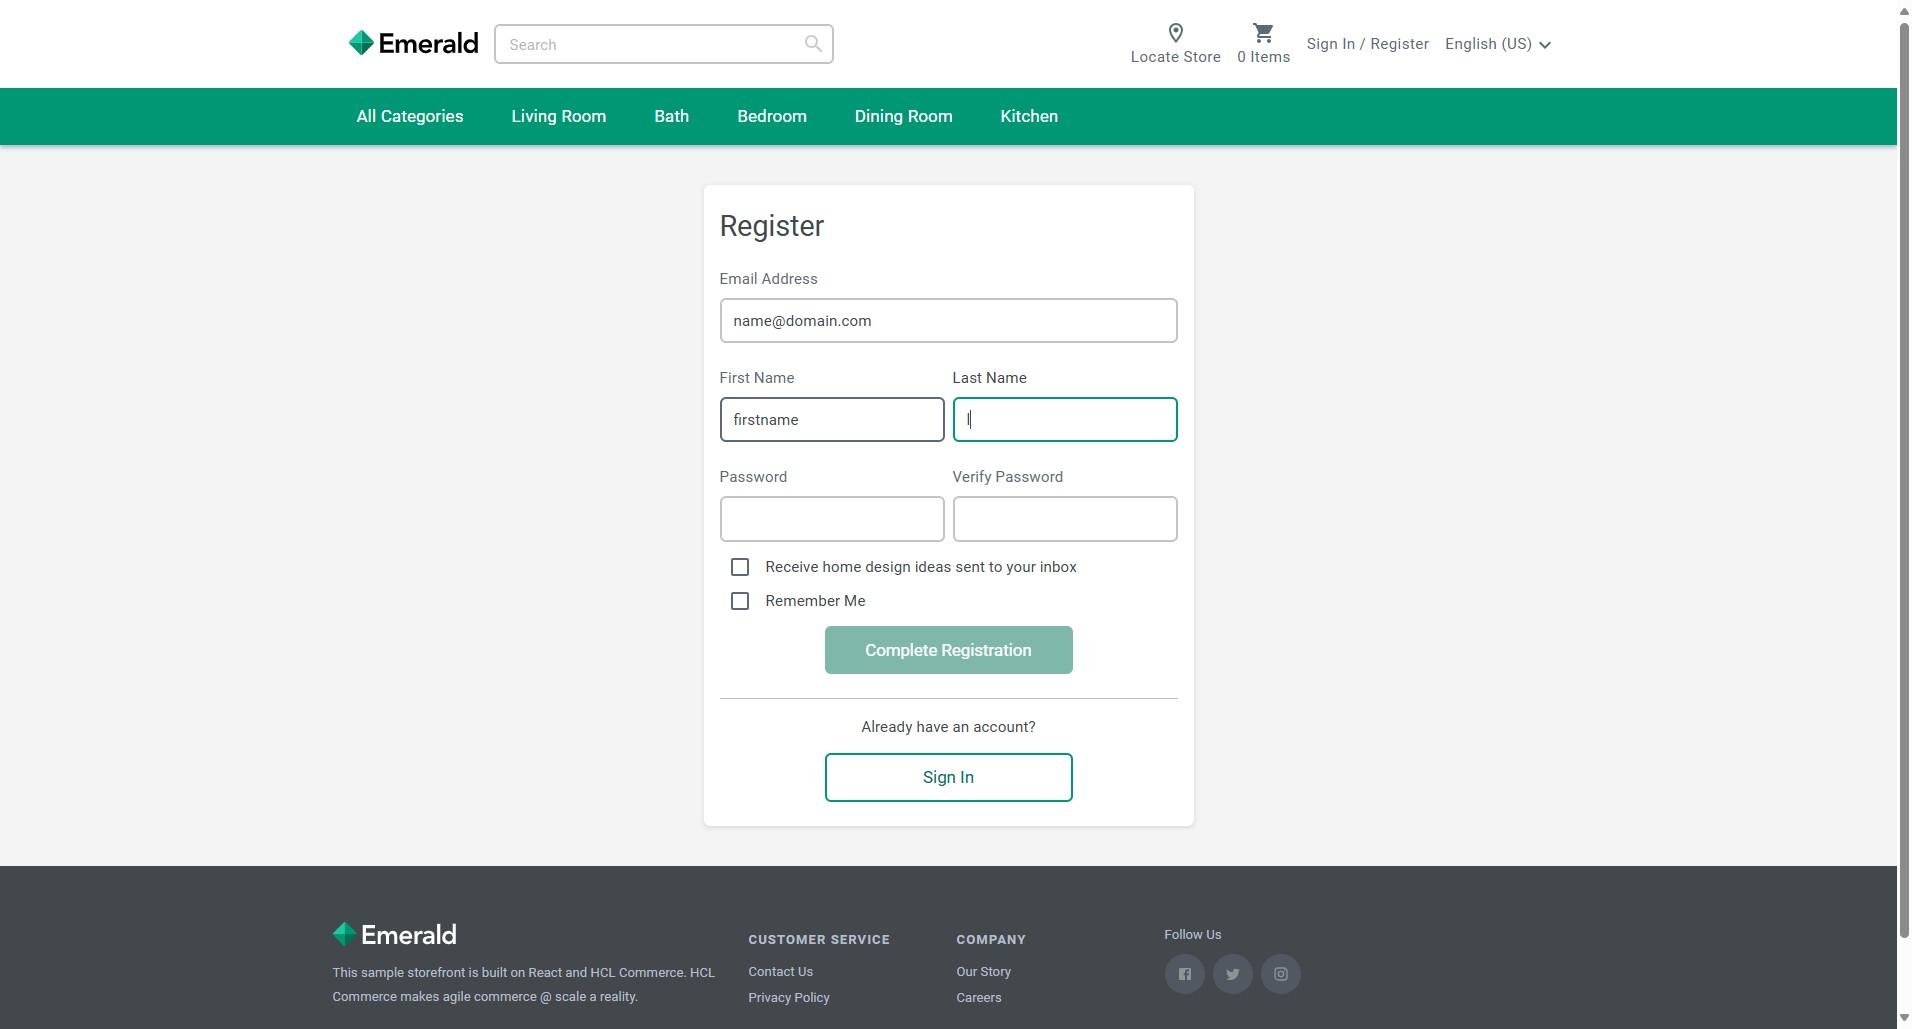 Emerald
Search
Locate Store
0 Items
Sign In / Register
English (US)
All Categories
Living Room
Bath
Bedroom
Dining Room
Kitchen
Register
Email Address
name@domain.com
First Name
Last Name
firstname
l
Password
Verify Password
Receive home design ideas sent to your inbox
Remember Me
Complete Registration
Already have an account?
Sign In
Emerald
This sample storefront is built on React and HCL Commerce. HCL
Commerce makes agile commerce @ scale a reality.
CUSTOMER SERVICE
Contact Us
Privacy Policy
COMPANY
Our Story
Careers
Follow Us